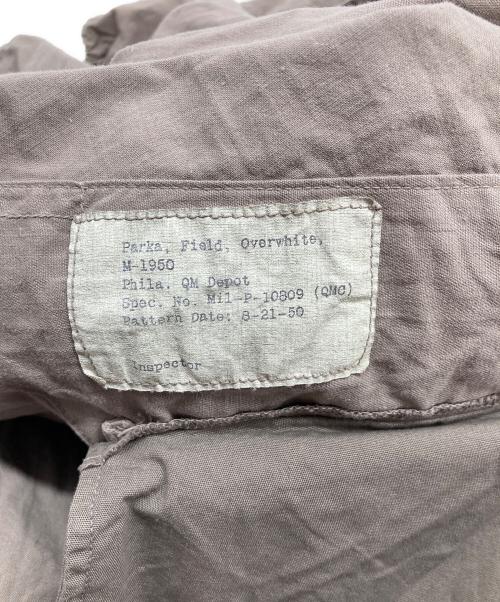 Parka, Field, Overwhite,
M-1950
Phila. QM Depot
Spec. No. Mil-P-10809 (QMC)
Pattern Date: 8-21-50
Inspector